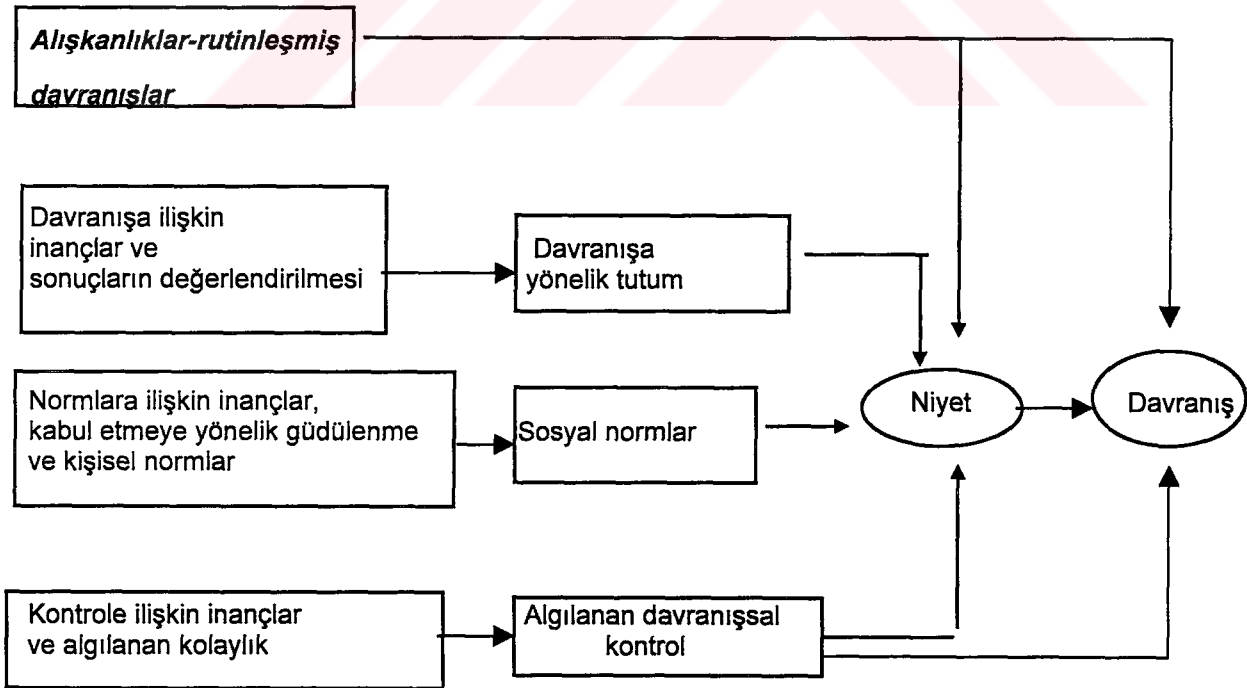 Alışkanlıklar-rutinleşmiş
davranışlar
Davranışa ilişkin
inançlar ve
sonuçların değerlendirilmesi
Davranışa
yönelik tutum
Normlara ilişkin inançlar,
kabul etmeye yönelik güdülenme
ve kişisel normlar
Sosyal normlar
Niyet
Davranış
Kontrole ilişkin inançlar
ve algılanan kolaylık
Algılanan davranışsal
kontrol